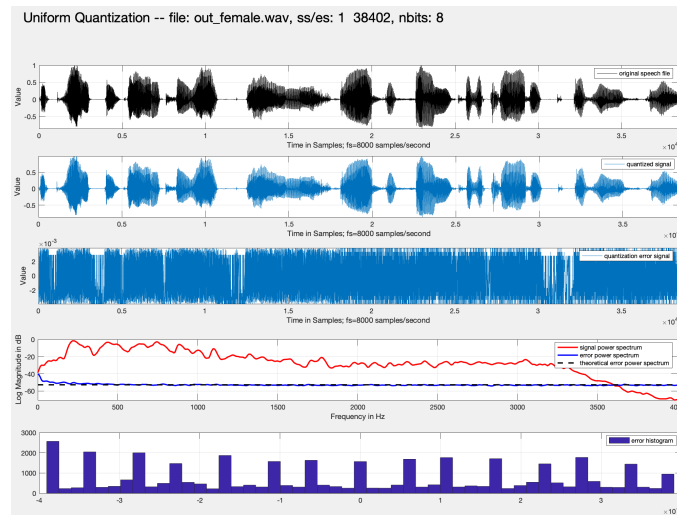 Uniform Quantization -- file: out_female.wav, ss/es: 1 38402, nbits: 8
1
0.5
0
-0.5
Value
original speech file
0 0.5 1 1.5 2 2.5 3 3.5
Time in Samples; fs=8000 samples/second
×10
0.5
0
-0.5
Value
quantized signal
0 0.5 1 1.5 2 2.5 3 3.5
Time in Samples; fs=8000 samples/second
×10
×10-3
2
0
-2
Value
quantization error signal
0 0.5 1 1.5 2 2.5 3 3.5
Time in Samples; fs=8000 samples/second
×10
0
-20
-40
-60
Log Magnitude in dB
signal power spectrum
error power spectrum
theoretical error power spectrum
0 500 1000 1500 2000 2500 3000 3500 40
Frequency in Hz
3000
2000
1000
0
error histogram
-4 -3 -2 -1 0 1 2 3
×10